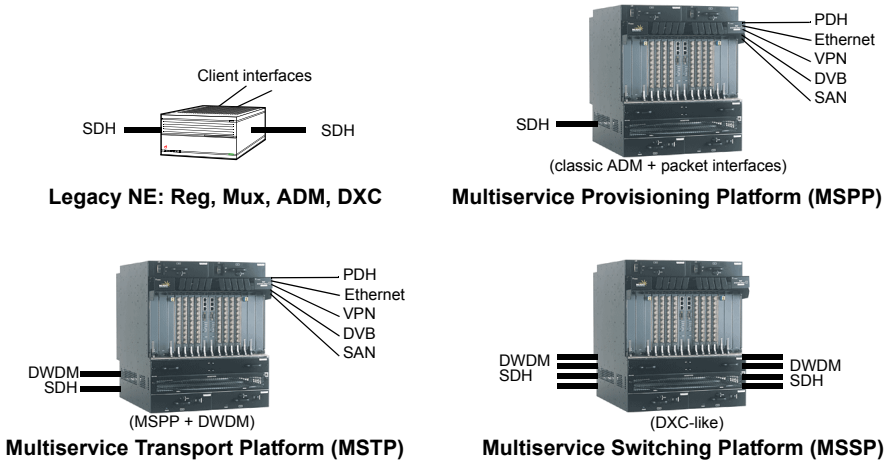 Client interfaces
SDH
SDH
Legacy NE: Reg, Mux, ADM, DXC
PDH
Ethernet
VPN
DVB
SAN
SDH
(classic ADM + packet interfaces)
Multiservice Provisioning Platform (MSPP)
PDH
Ethernet
VPN
DVB
SAN
DWDM
SDH
(MSPP + DWDM)
Multiservice Transport Platform (MSTP)
DWDM
SDH
DWDM
SDH
(DXC-like)
Multiservice Switching Platform (MSSP)